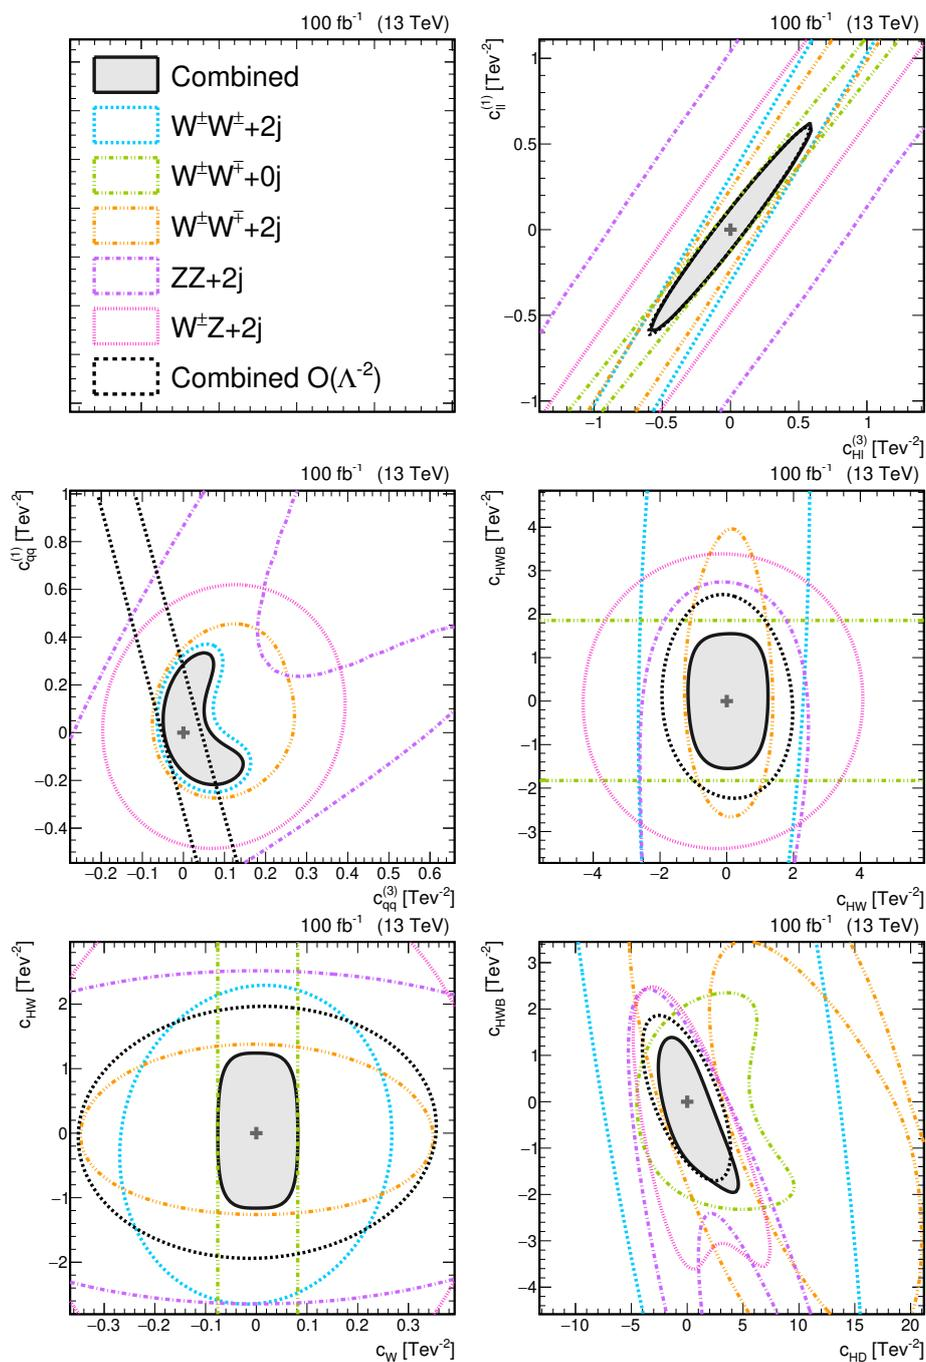 100 fb⁻¹ (13 TeV)
Combined
W±W±+2j
W±W∓+0j
W±W∓+2j
ZZ+2j
W±Z+2j
Combined O(Λ⁻²)
100 fb⁻¹ (13 TeV)
c_ll^(1) [Tev⁻²]
1
0.5
0
−0.5
−1
−1 −0.5 0 0.5 1
c_Hl^(3) [Tev⁻²]
100 fb⁻¹ (13 TeV)
c_qq^(1) [Tev⁻²]
1
0.8
0.6
0.4
0.2
0
−0.2
−0.4
−0.2 −0.1 0 0.1 0.2 0.3 0.4 0.5 0.6
c_qq^(3) [Tev⁻²]
100 fb⁻¹ (13 TeV)
c_HWB [Tev⁻²]
4
3
2
1
0
−1
−2
−3
−4 −2 0 2 4
c_HW [Tev⁻²]
100 fb⁻¹ (13 TeV)
c_HW [Tev⁻²]
2
1
0
−1
−2
−0.3 −0.2 −0.1 0 0.1 0.2 0.3
c_W [Tev⁻²]
100 fb⁻¹ (13 TeV)
c_HWB [Tev⁻²]
3
2
1
0
−1
−2
−3
−4
−10 −5 0 5 10 15 20
c_HD [Tev⁻²]